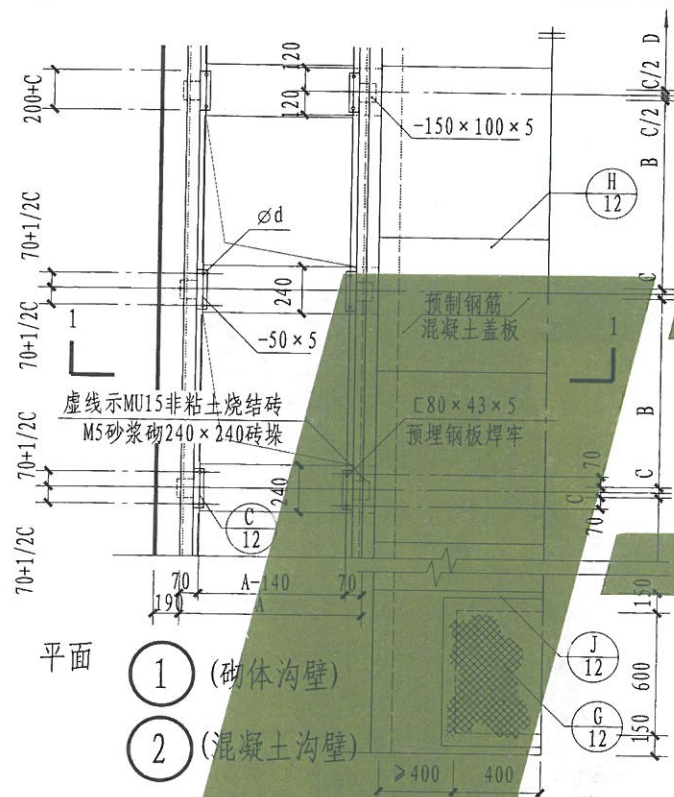 120
120
200+C
-150×100×5
D
C/2
C/2
B
H
12
70+1/2C
∅d
240
C
预制钢筋
混凝土盖板
-50×5
1
1
70+1/2C
虚线示MU15非粘土烧结砖
M5砂浆砌240×240砖垛
⊏80×43×5
预埋钢板焊牢
B
70+1/2C
240
70
C
C
70
C
12
70+1/2C
70
A-140
70
190
A
150
平面
1
(砌体沟壁)
J
12
600
G
12
2
(混凝土沟壁)
150
≥400
400